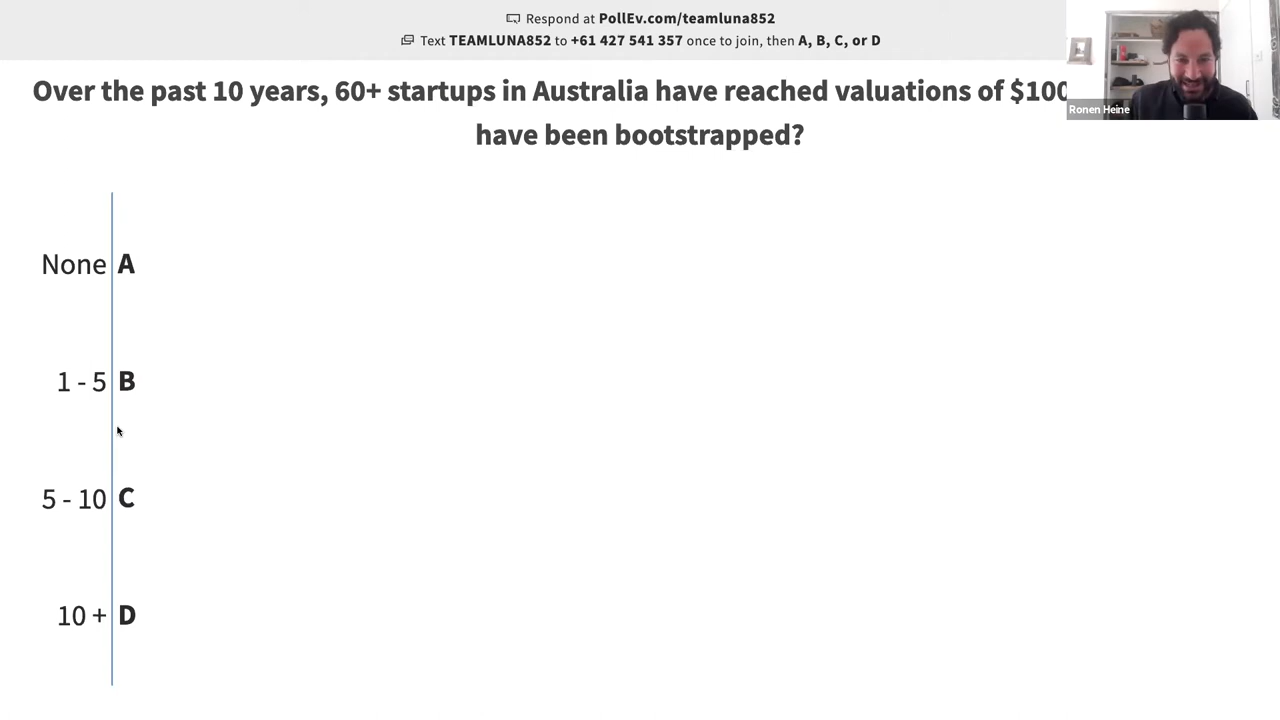 Respond at PollEv.com/teamluna852
Text TEAMLUNA852 to +61 427 541 357 once to join, then A, B, C, or D
Over the past 10 years, 60+ startups in Australia have reached valuations of $100
have been bootstrapped?
Ronen Heine
None A
1 - 5 B
5 - 10 C
10 + D